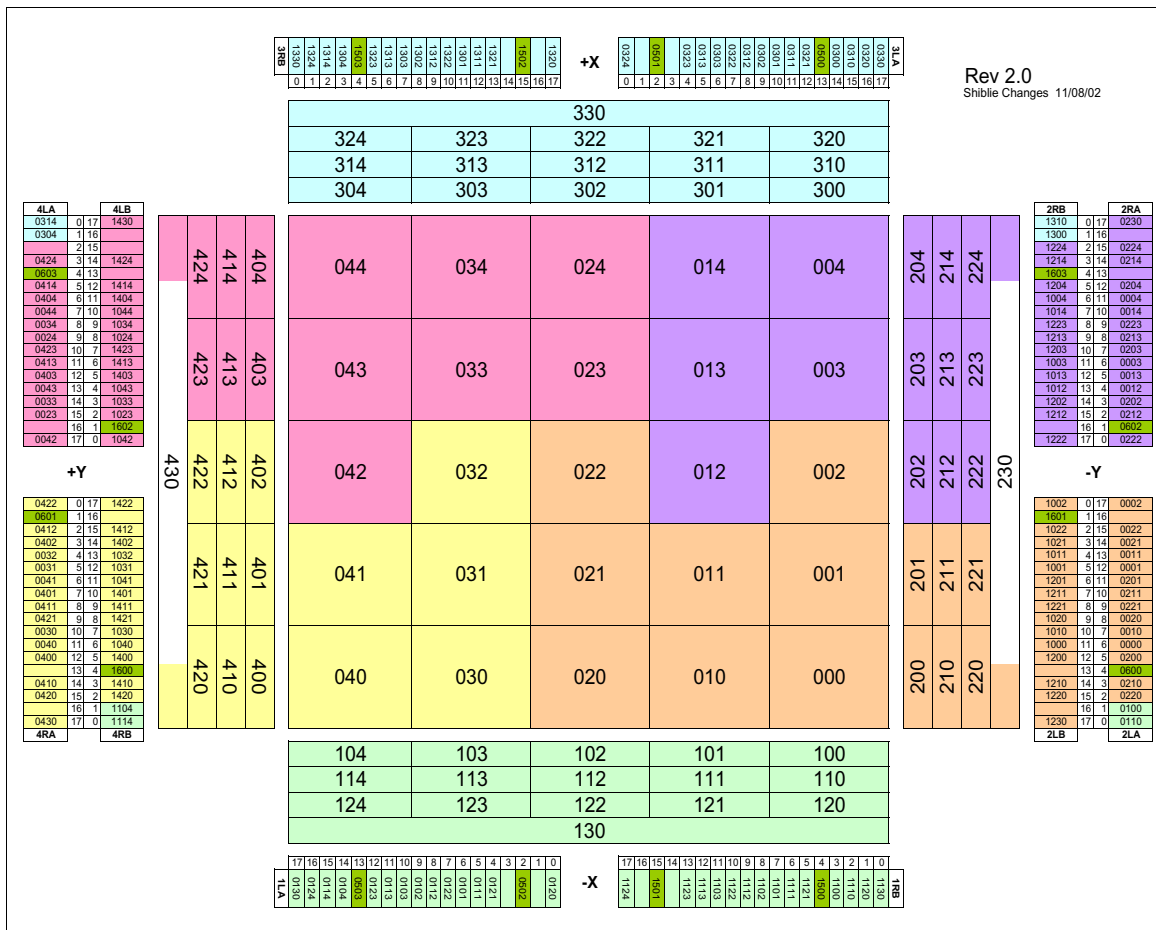 3RB 1330 1324 1314 1304 1503 1323 1313 1303 1302 1312 1322 1301 1311 1321 1502 1320
0 1 2 3 4 5 6 7 8 9 10 11 12 13 14 15 16 17
+X
0324 0501 0323 0313 0303 0322 0312 0302 0301 0311 0321 0500 0300 0310 0320 0330 3LA
0 1 2 3 4 5 6 7 8 9 10 11 12 13 14 15 16 17
Rev 2.0
Shiblie Changes 11/08/02
330
324 323 322 321 320
314 313 312 311 310
304 303 302 301 300
4LA 4LB
0314 0 17 1430
0304 1 16
2 15
0424 3 14 1424
0603 4 13
0414 5 12 1414
0404 6 11 1404
0044 7 10 1044
0034 8 9 1034
0024 9 8 1024
0423 10 7 1423
0413 11 6 1413
0403 12 5 1403
0043 13 4 1043
0033 14 3 1033
0023 15 2 1023
16 1 1602
0042 17 0 1042
+Y
0422 0 17 1422
0601 1 16
0412 2 15 1412
0402 3 14 1402
0032 4 13 1032
0031 5 12 1031
0041 6 11 1041
0401 7 10 1401
0411 8 9 1411
0421 9 8 1421
0030 10 7 1030
0040 11 6 1040
0400 12 5 1400
13 4 1600
0410 14 3 1410
0420 15 2 1420
16 1 1104
0430 17 0 1114
4RA 4RB
430
424 414 404
423 413 403
422 412 402
421 411 401
420 410 400
044 034 024 014 004
043 033 023 013 003
042 032 022 012 002
041 031 021 011 001
040 030 020 010 000
204 214 224
203 213 223
202 212 222
201 211 221
200 210 220
230
2RB 2RA
1310 0 17 0230
1300 1 16
1224 2 15 0224
1214 3 14 0214
1603 4 13
1204 5 12 0204
1004 6 11 0004
1014 7 10 0014
1223 8 9 0223
1213 9 8 0213
1203 10 7 0203
1003 11 6 0003
1013 12 5 0013
1012 13 4 0012
1202 14 3 0202
1212 15 2 0212
16 1 0602
1222 17 0 0222
-Y
1002 0 17 0002
1601 1 16
1022 2 15 0022
1021 3 14 0021
1011 4 13 0011
1001 5 12 0001
1201 6 11 0201
1211 7 10 0211
1221 8 9 0221
1020 9 8 0020
1010 10 7 0010
1000 11 6 0000
1200 12 5 0200
13 4 0600
1210 14 3 0210
1220 15 2 0220
16 1 0100
1230 17 0 0110
2LB 2LA
104 103 102 101 100
114 113 112 111 110
124 123 122 121 120
130
17 16 15 14 13 12 11 10 9 8 7 6 5 4 3 2 1 0
1LA 0130 0124 0114 0104 0503 0123 0113 0103 0102 0112 0122 0101 0111 0121 0502 0120
-X
17 16 15 14 13 12 11 10 9 8 7 6 5 4 3 2 1 0
1124 1501 1123 1113 1103 1122 1112 1102 1101 1111 1121 1500 1100 1110 1120 1130 1RB